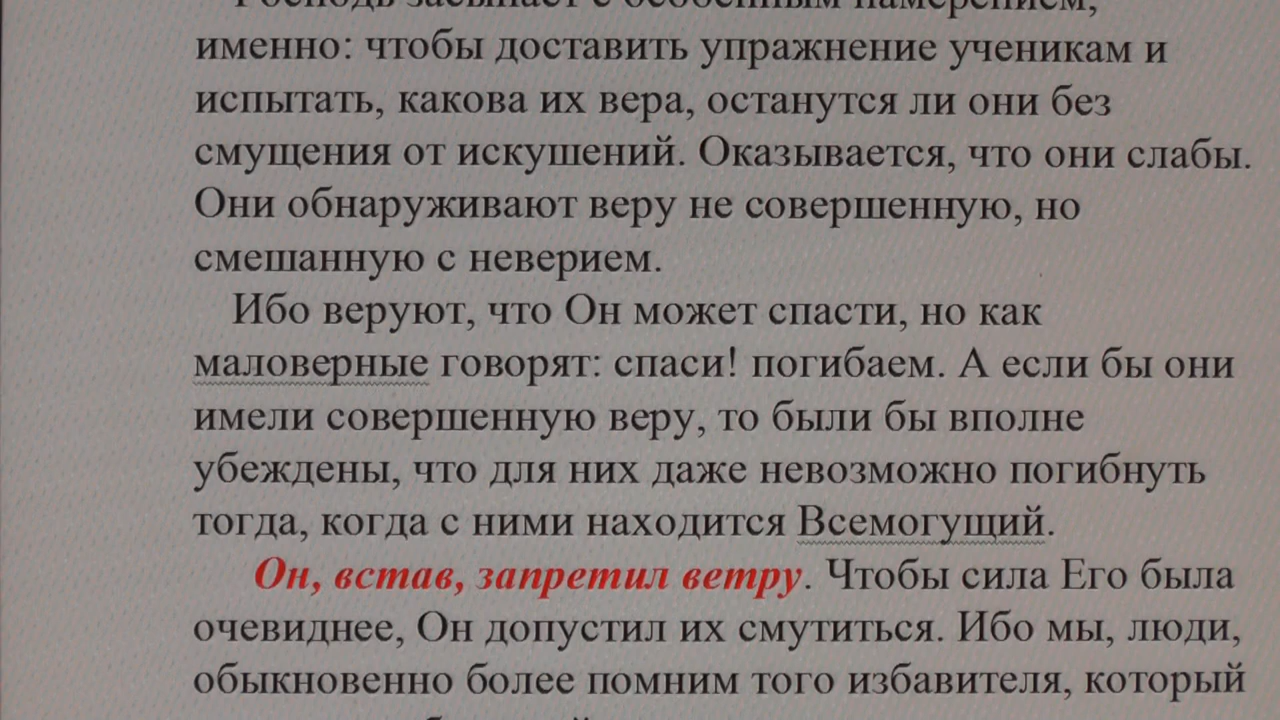 Господь засыпает с особенным намерением,
именно: чтобы доставить упражнение ученикам и
испытать, какова их вера, останутся ли они без
смущения от искушений. Оказывается, что они слабы.
Они обнаруживают веру не совершенную, но
смешанную с неверием.
Ибо веруют, что Он может спасти, но как
маловерные говорят: спаси! погибаем. А если бы они
имели совершенную веру, то были бы вполне
убеждены, что для них даже невозможно погибнуть
тогда, когда с ними находится Всемогущий.
Он, встав, запретил ветру. Чтобы сила Его была
очевиднее, Он допустил их смутиться. Ибо мы, люди,
обыкновенно более помним того избавителя, который